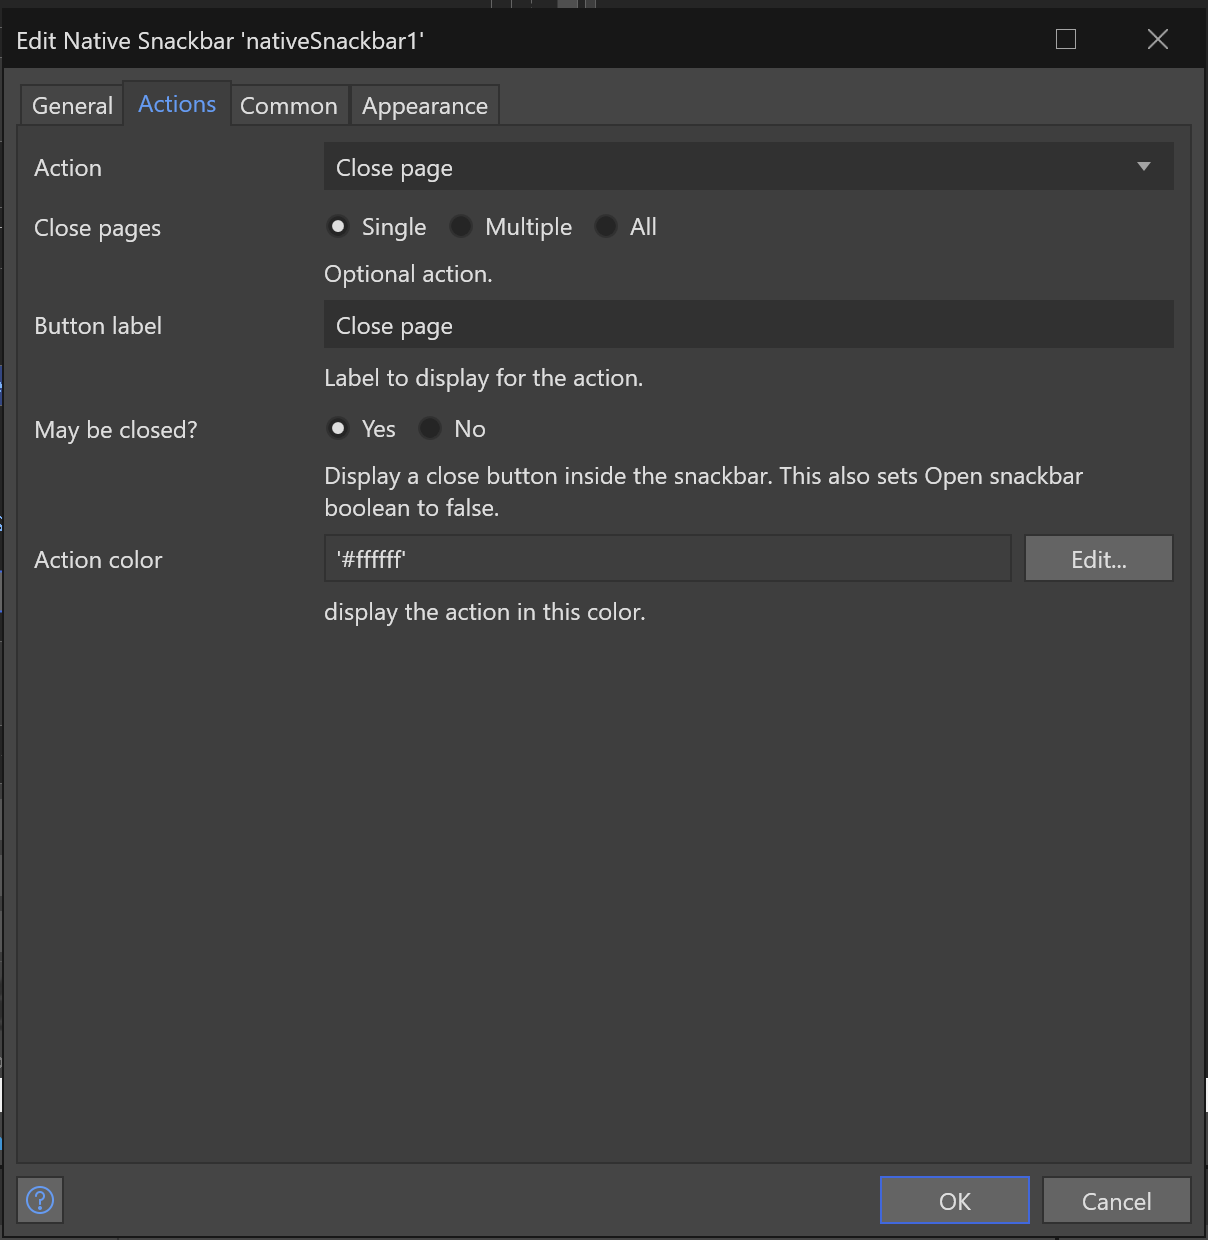 Edit Native Snackbar 'nativeSnackbar1'
General Actions Common Appearance
Action Close page
Close pages Single Multiple All
Optional action.
Button label Close page
Label to display for the action.
May be closed? Yes No
Display a close button inside the snackbar. This also sets Open snackbar
boolean to false.
Action color '#ffffff' Edit...
display the action in this color.
? OK Cancel